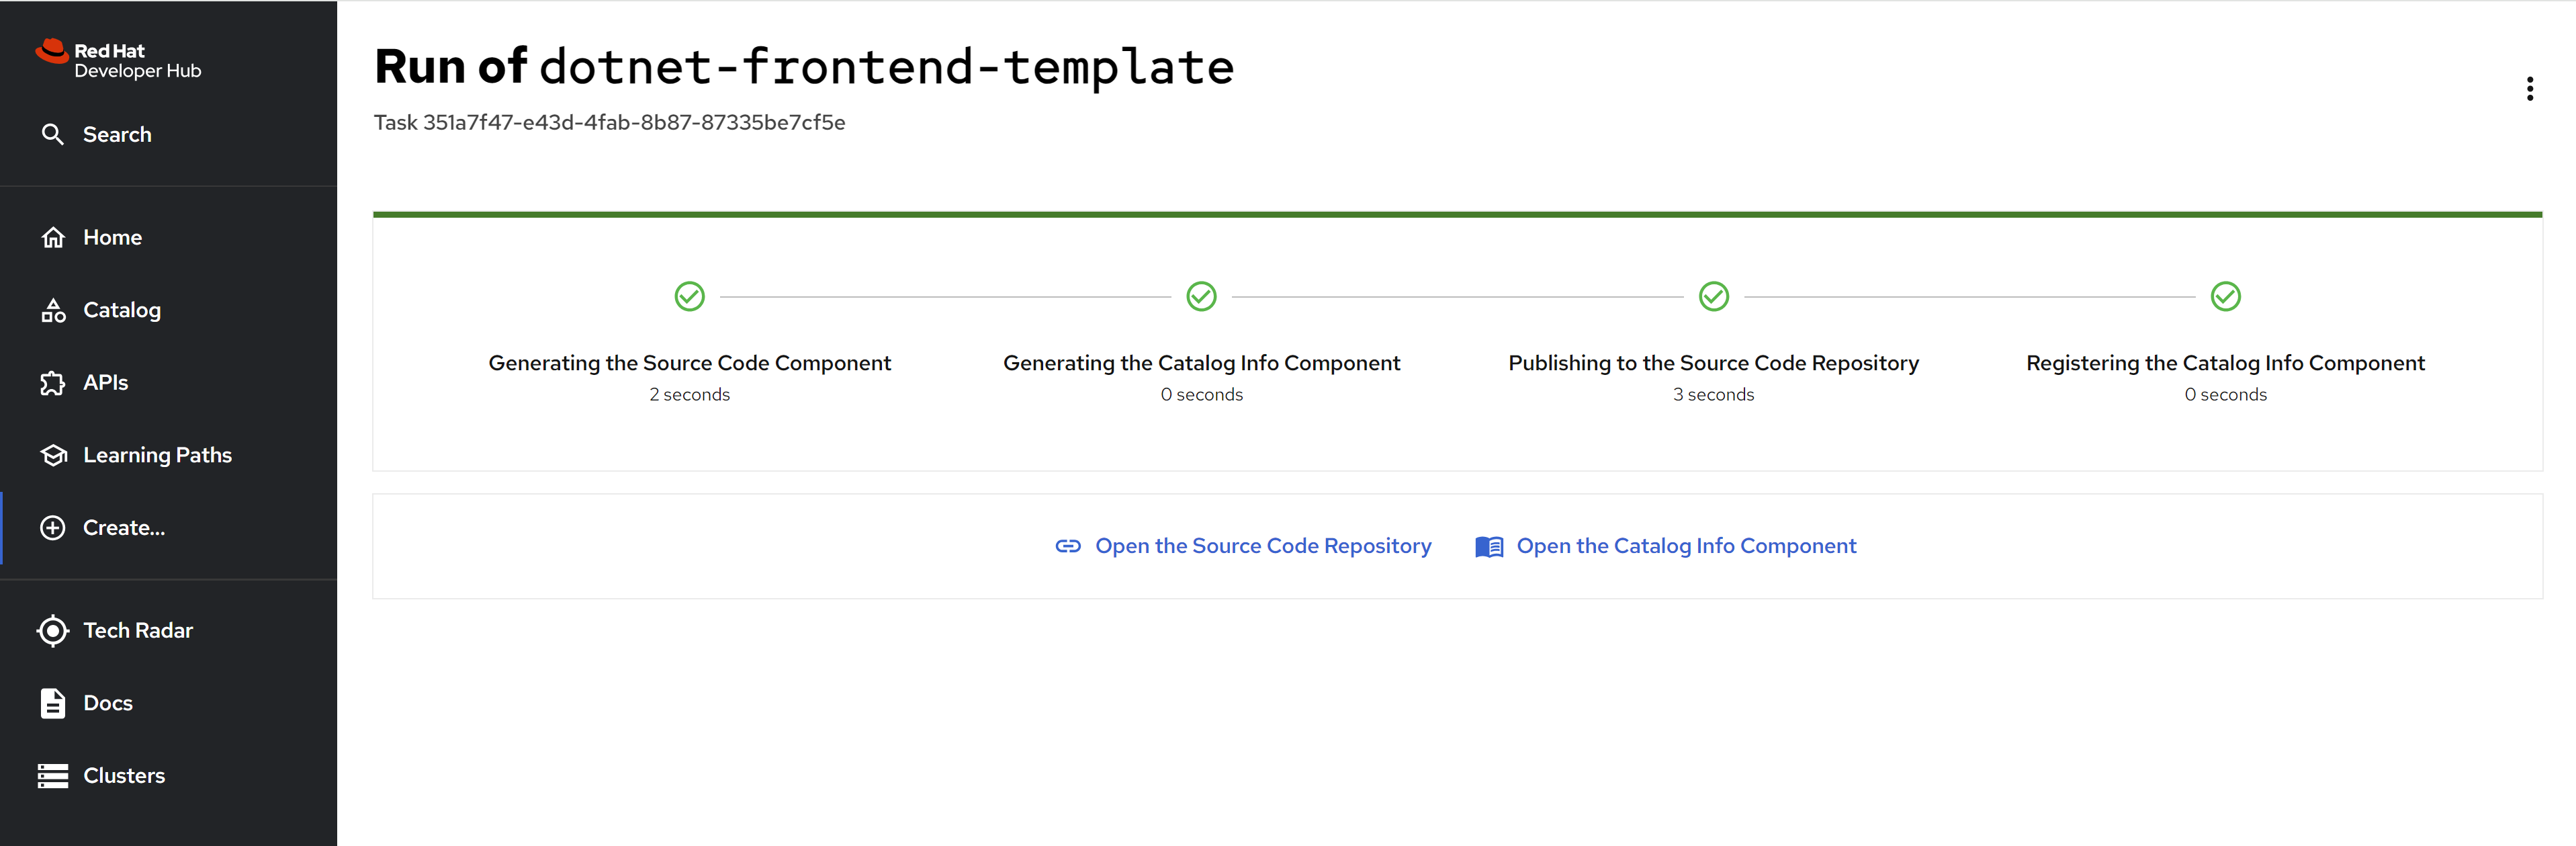 Red Hat
Developer Hub
Search
Home
Catalog
APIs
Learning Paths
Create...
Tech Radar
Docs
Clusters
Run of dotnet-frontend-template
Task 351a7f47-e43d-4fab-8b87-87335be7cf5e
Generating the Source Code Component
2 seconds
Generating the Catalog Info Component
0 seconds
Publishing to the Source Code Repository
3 seconds
Registering the Catalog Info Component
0 seconds
Open the Source Code Repository
Open the Catalog Info Component